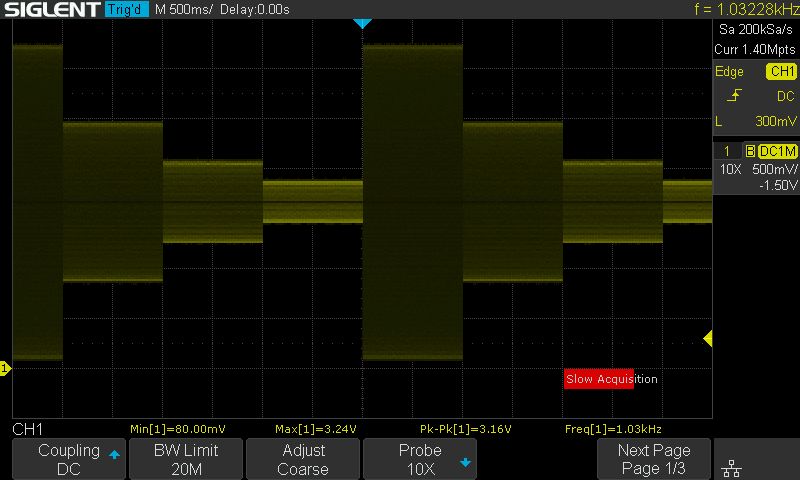 SIGLENT Trig'd M 500ms/ Delay:0.00s f = 1.03228kHz
Sa 200kSa/s
Curr 1.40Mpts
Edge CH1
DC
L 300mV
1 B DC1M
10X 500mV/
-1.50V
1
Slow Acquisition
CH1 Min[1]=80.00mV Max[1]=3.24V Pk-Pk[1]=3.16V Freq[1]=1.03kHz
Coupling BW Limit Adjust Probe Next Page
DC 20M Coarse 10X Page 1/3